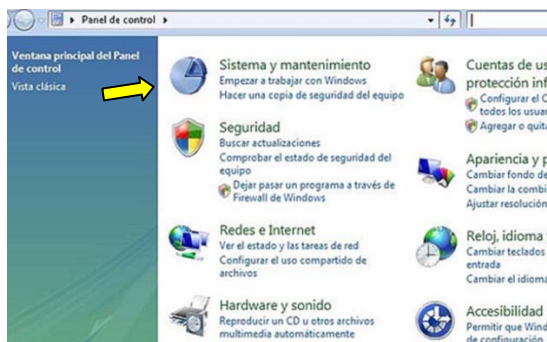 Panel de control
Ventana principal del Panel
de control
Vista clásica
Sistema y mantenimiento
Empezar a trabajar con Windows
Hacer una copia de seguridad del equipo
Seguridad
Buscar actualizaciones
Comprobar el estado de seguridad del
equipo
Dejar pasar un programa a través de
Firewall de Windows
Redes e Internet
Ver el estado y las tareas de red
Configurar el uso compartido de
archivos
Hardware y sonido
Reproducir un CD u otros archivos
multimedia automáticamente
Cuentas de us
protección inf
Configurar el C
todos los usuar
Agregar o quita
Apariencia y p
Cambiar fondo de
Cambiar la combi
Ajustar resolución
Reloj, idioma
Cambiar teclados
entrada
Cambiar el idioma
Accesibilidad
Permitir que Wind
de configuración